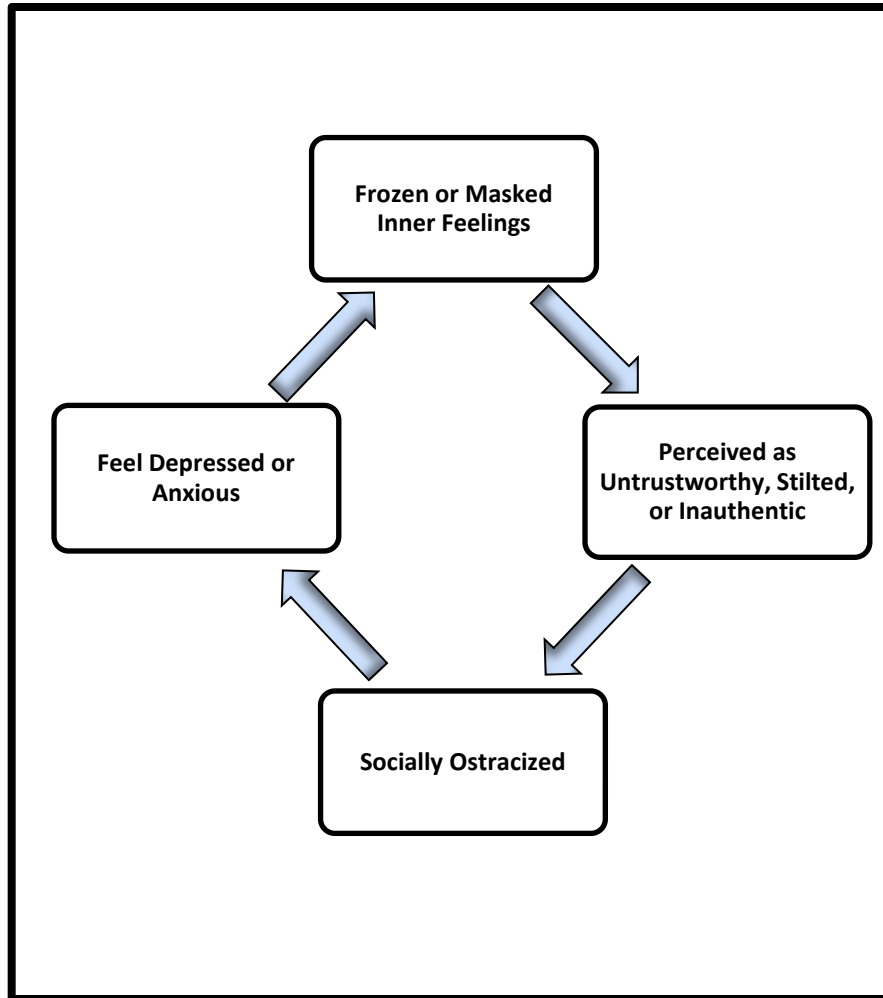 Frozen or Masked
Inner Feelings
Feel Depressed or
Anxious
Perceived as
Untrustworthy, Stilted,
or Inauthentic
Socially Ostracized